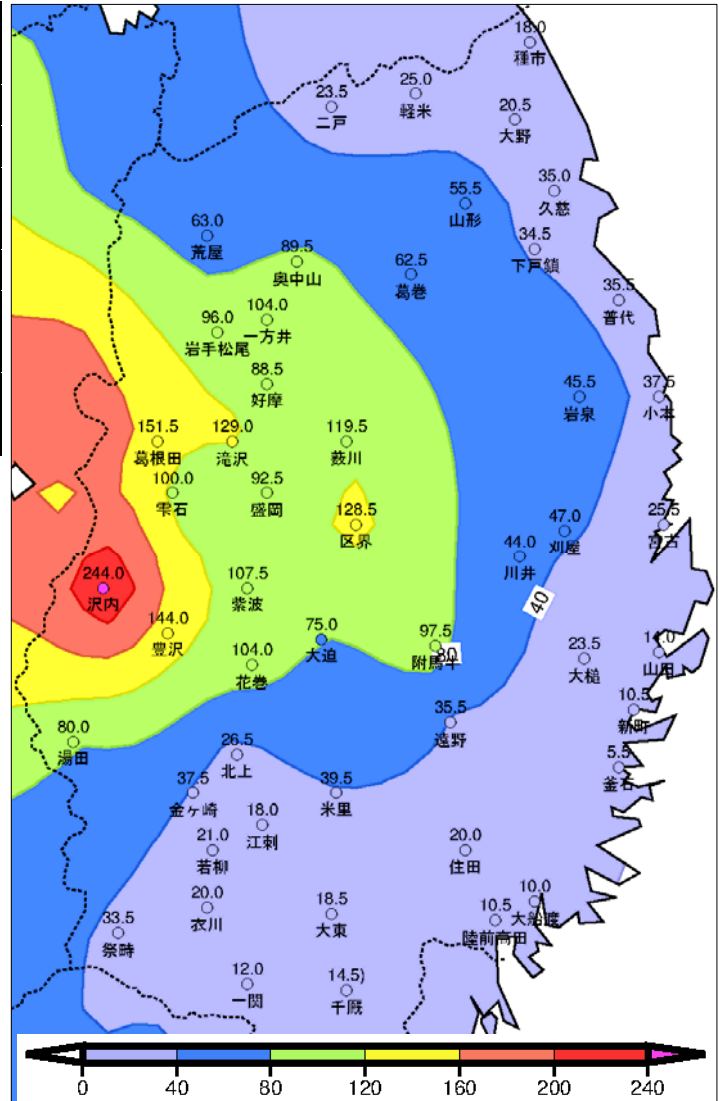 18.0
種市
25.0
軽米
23.5
二戸
20.5
大野
35.0
久慈
55.5
山形
63.0
荒屋
34.5
下戸鎖
89.5
奥中山
62.5
葛巻
35.5
普代
104.0
一方井
96.0
岩手松尾
88.5
好摩
45.5
岩泉
37.5
小本
151.5
葛根田
129.0
滝沢
119.5
薮川
100.0
雫石
92.5
盛岡
128.5
区界
47.0
刈屋
25.5
宮古
44.0
川井
244.0
沢内
107.5
紫波
40
144.0
豊沢
75.0
大迫
97.5
附馬牛
80
104.0
花巻
23.5
大槌
山田
10.5
新町
80.0
湯田
35.5
遠野
26.5
北上
5.5
釜石
37.5
金ヶ崎
39.5
米里
18.0
江刺
21.0
若柳
20.0
住田
20.0
衣川
18.5
大東
10.0
大船渡
10.5
陸前高田
33.5
祭畤
12.0
一関
14.5)
千厩
0 40 80 120 160 200 240